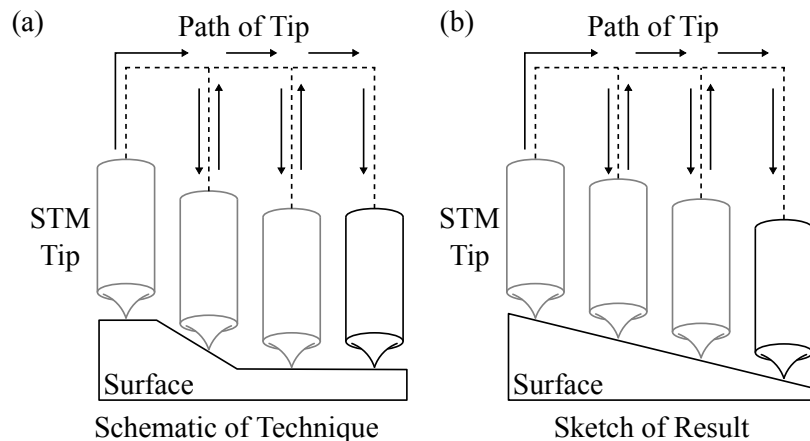 (a)
Path of Tip
STM
Tip
Surface
Schematic of Technique
(b)
Path of Tip
STM
Tip
Surface
Sketch of Result